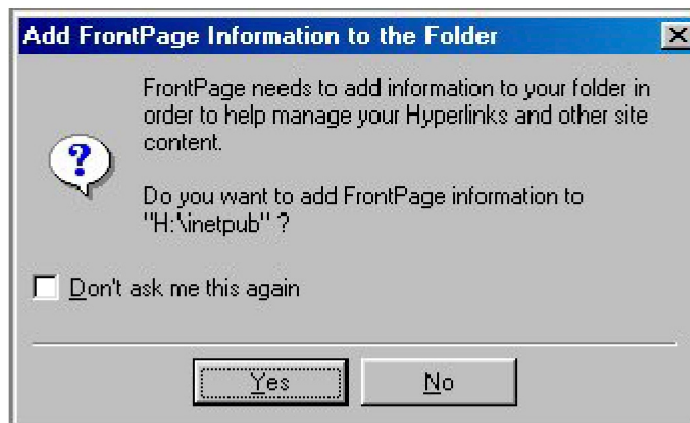 Add FrontPage Information to the Folder
FrontPage needs to add information to your folder in
order to help manage your Hyperlinks and other site
content.
Do you want to add FrontPage information to
"H:\inetpub" ?
Don't ask me this again
Yes
No